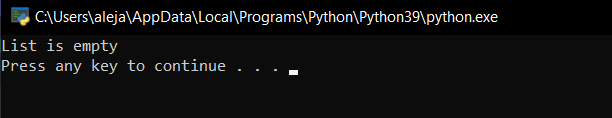 C:\Users\aleja\AppData\Local\Programs\Python\Python39\python.exe
List is empty
Press any key to continue . . .